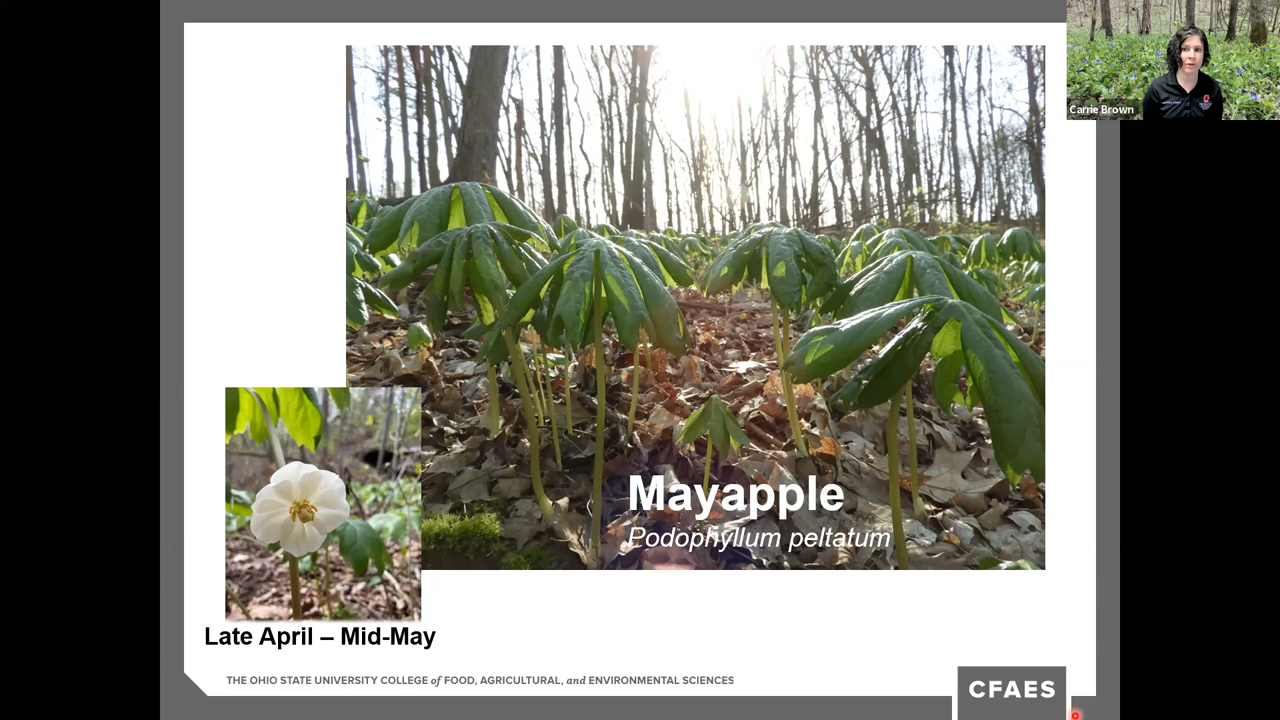 Carrie Brown
Mayapple
Podophyllum peltatum
Late April – Mid-May
THE OHIO STATE UNIVERSITY COLLEGE of FOOD, AGRICULTURAL, and ENVIRONMENTAL SCIENCES
CFAES